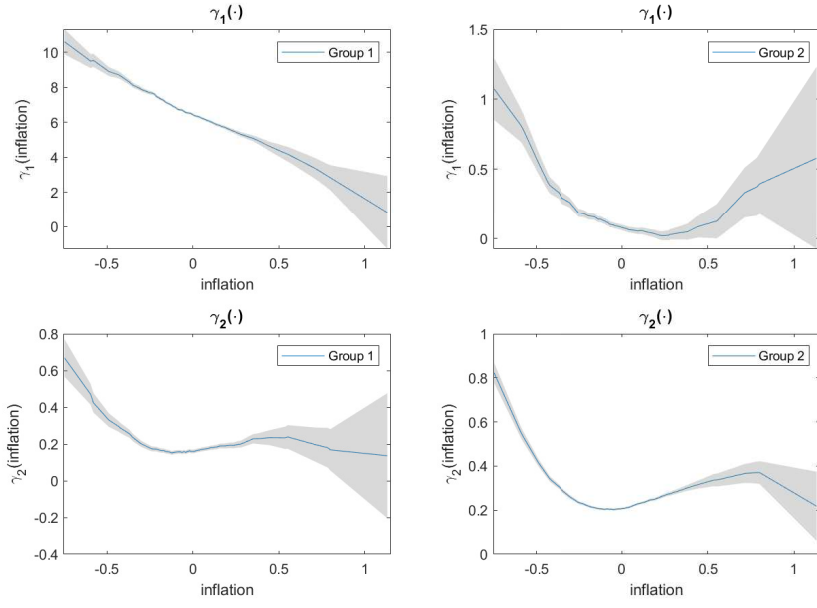 γ1(·)
Group 1
10
8
6
4
2
0
γ1(inflation)
-0.5
0
0.5
1
inflation
γ1(·)
Group 2
1.5
1
0.5
0
γ1(inflation)
-0.5
0
0.5
1
inflation
γ2(·)
Group 1
0.8
0.6
0.4
0.2
0
-0.2
-0.4
γ2(inflation)
-0.5
0
0.5
1
inflation
γ2(·)
Group 2
1
0.8
0.6
0.4
0.2
0
γ2(inflation)
-0.5
0
0.5
1
inflation